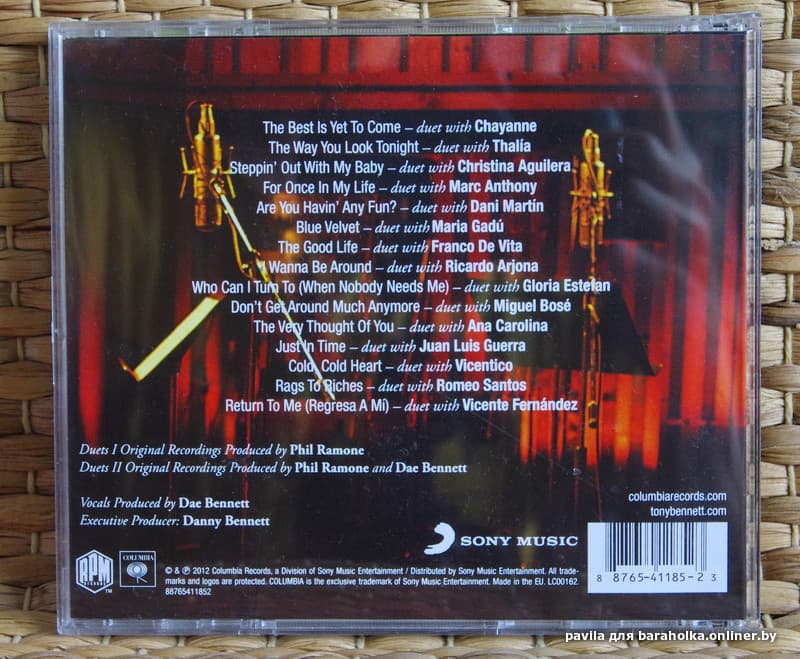 The Best Is Yet To Come – duet with Chayanne
The Way You Look Tonight – duet with Thalía
Steppin' Out With My Baby – duet with Christina Aguilera
For Once In My Life – duet with Marc Anthony
Are You Havin' Any Fun? – duet with Dani Martín
Blue Velvet – duet with Maria Gadú
The Good Life – duet with Franco De Vita
I Wanna Be Around – duet with Ricardo Arjona
Who Can I Turn To (When Nobody Needs Me) – duet with Gloria Estefan
Don't Get Around Much Anymore – duet with Miguel Bosé
The Very Thought Of You – duet with Ana Carolina
Just In Time – duet with Juan Luis Guerra
Cold, Cold Heart – duet with Vicentico
Rags To Riches – duet with Romeo Santos
Return To Me (Regresa A Mí) – duet with Vicente Fernández
Duets I Original Recordings Produced by Phil Ramone
Duets II Original Recordings Produced by Phil Ramone and Dae Bennett
Vocals Produced by Dae Bennett
Executive Producer: Danny Bennett
columbiarecords.com
tonybennett.com
SONY MUSIC
RPM
RECORDS
TM
COLUMBIA
© & ℗ 2012 Columbia Records, a Division of Sony Music Entertainment / Distributed by Sony Music Entertainment. All trade-
marks and logos are protected. COLUMBIA is the exclusive trademark of Sony Music Entertainment. Made in the EU. LC00162.
88765411852
8 87654-41185-2 3
pavila для baraholka.onliner.by